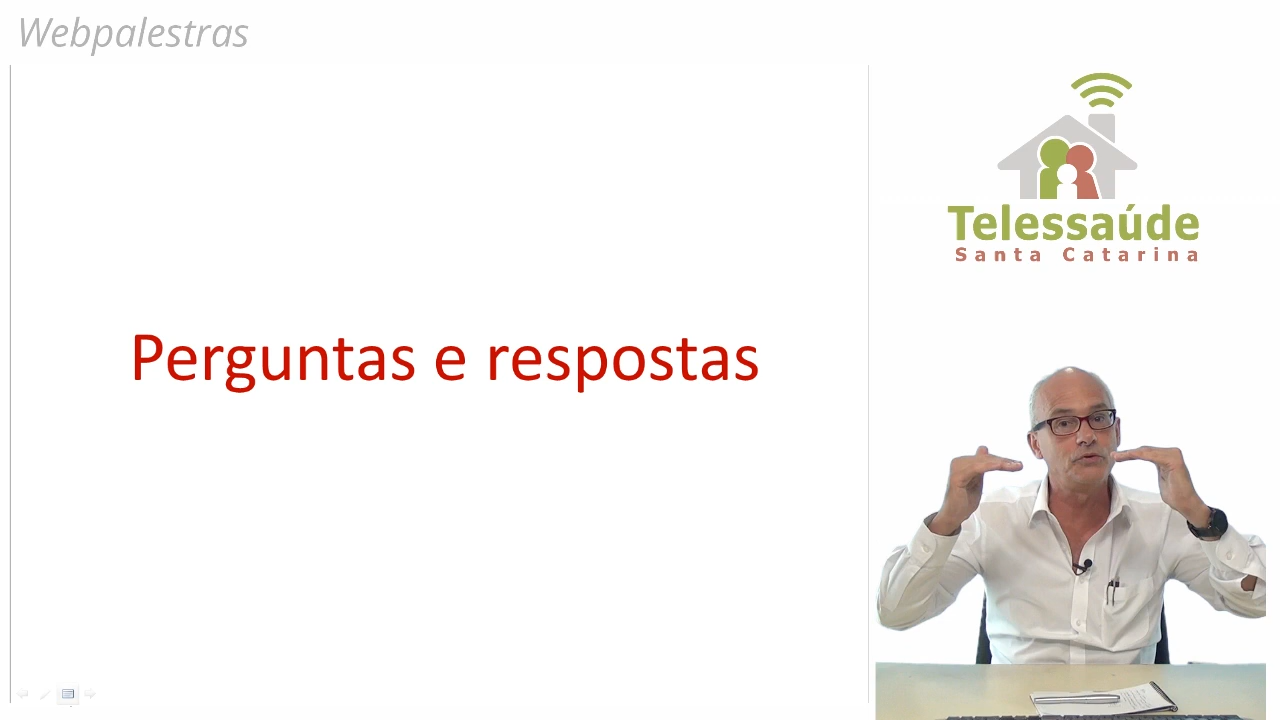 Webpalestras
Perguntas e respostas
Telessaúde
Santa Catarina